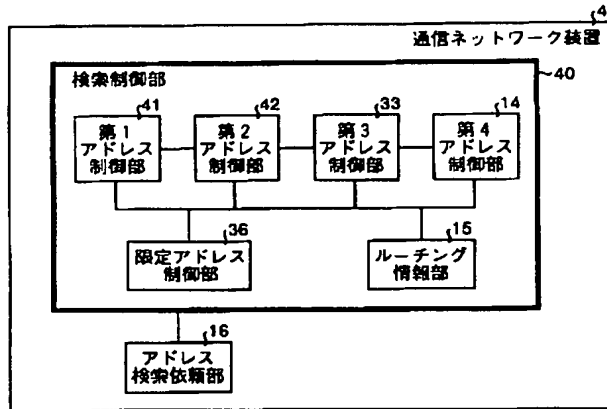 4
通信ネットワーク装置
検索制御部
40
41
42
33
14
第1
アドレス
制御部
第2
アドレス
制御部
第3
アドレス
制御部
第4
アドレス
制御部
36
15
限定アドレス
制御部
ルーチング
情報部
16
アドレス
検索依頼部